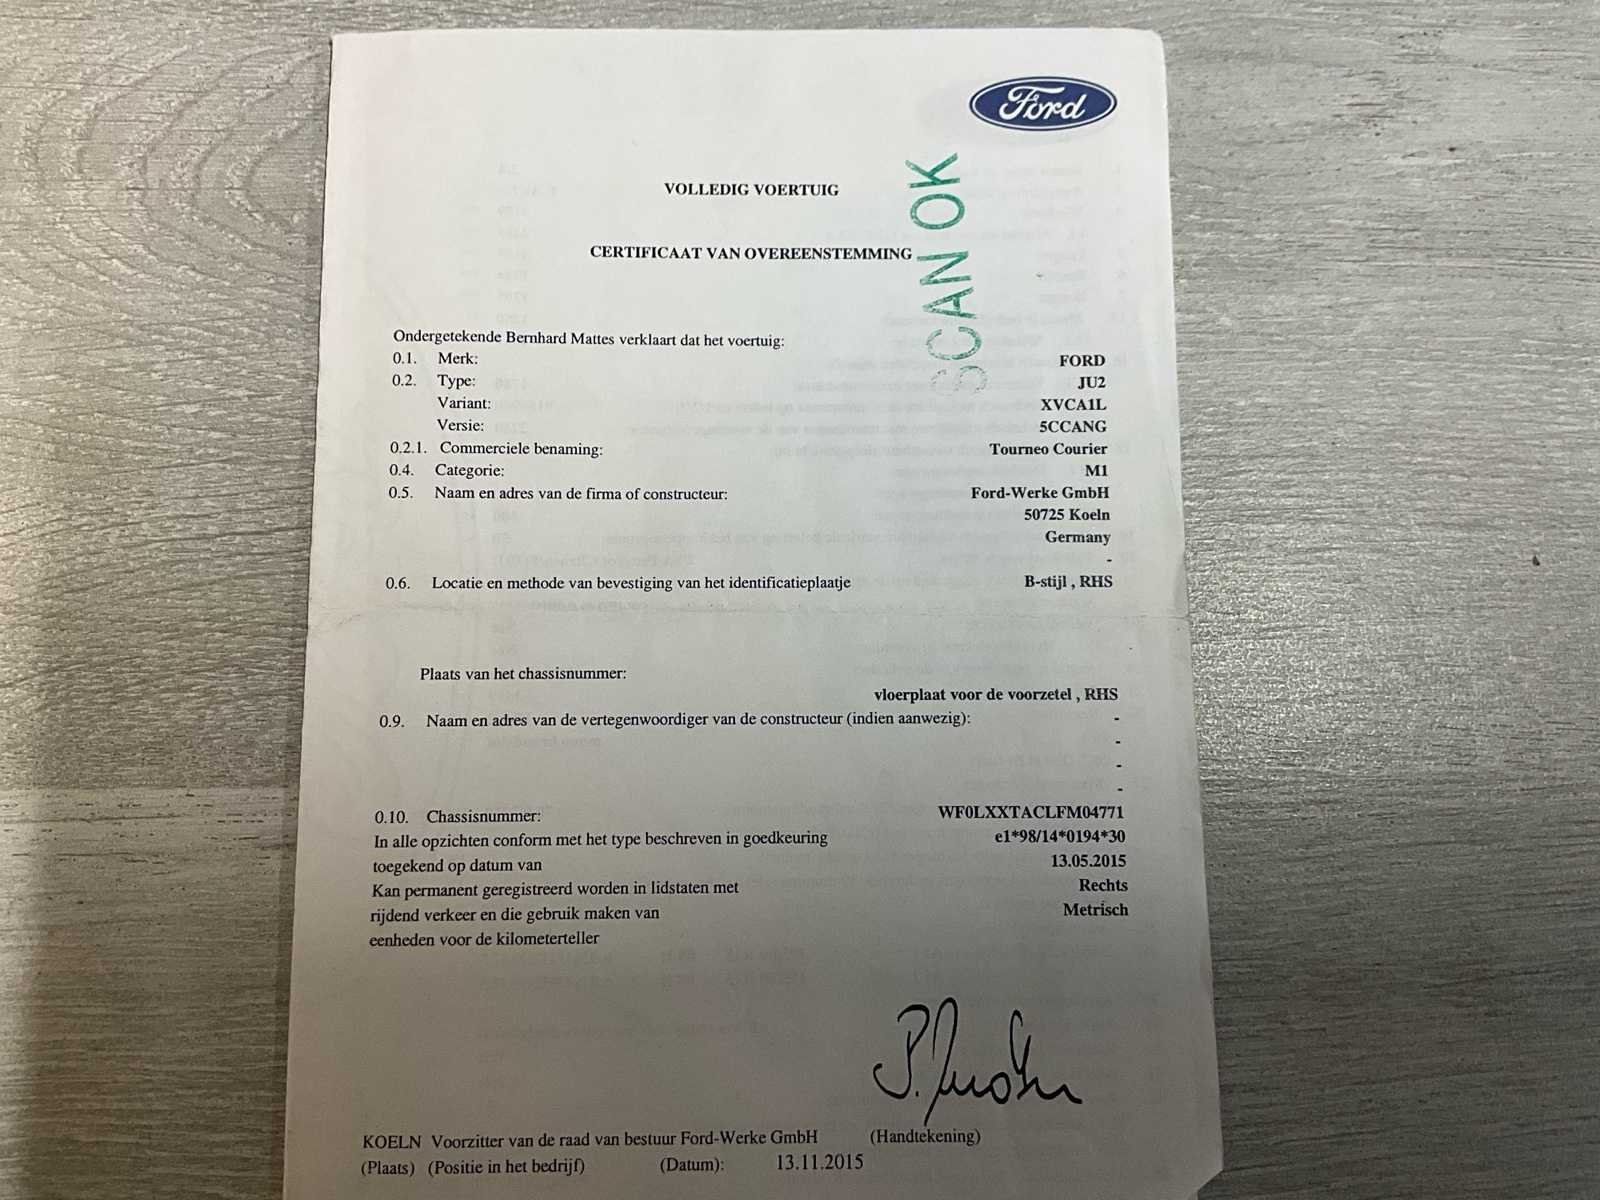 Ford
VOLLEDIG VOERTUIG
CERTIFICAAT VAN OVEREENSTEMMING
SCAN OK
Ondergetekende Bernhard Mattes verklaart dat het voertuig:
0.1. Merk: FORD
0.2. Type: JU2
Variant: XVCA1L
Versie: 5CCANG
0.2.1. Commerciele benaming: Tourneo Courier
0.4. Categorie: M1
0.5. Naam en adres van de firma of constructeur: Ford-Werke GmbH
50725 Koeln
Germany
-
0.6. Locatie en methode van bevestiging van het identificatieplaatje B-stijl , RHS
Plaats van het chassisnummer:
vloerplaat voor de voorzetel , RHS
0.9. Naam en adres van de vertegenwoordiger van de constructeur (indien aanwezig): -
-
-
-
0.10. Chassisnummer: WF0LXXTACLFM04771
In alle opzichten conform met het type beschreven in goedkeuring e1*98/14*0194*30
toegekend op datum van 13.05.2015
Kan permanent geregistreerd worden in lidstaten met Rechts
rijdend verkeer en die gebruik maken van Metrisch
eenheden voor de kilometerteller
KOELN Voorzitter van de raad van bestuur Ford-Werke GmbH (Handtekening)
(Plaats) (Positie in het bedrijf) (Datum): 13.11.2015